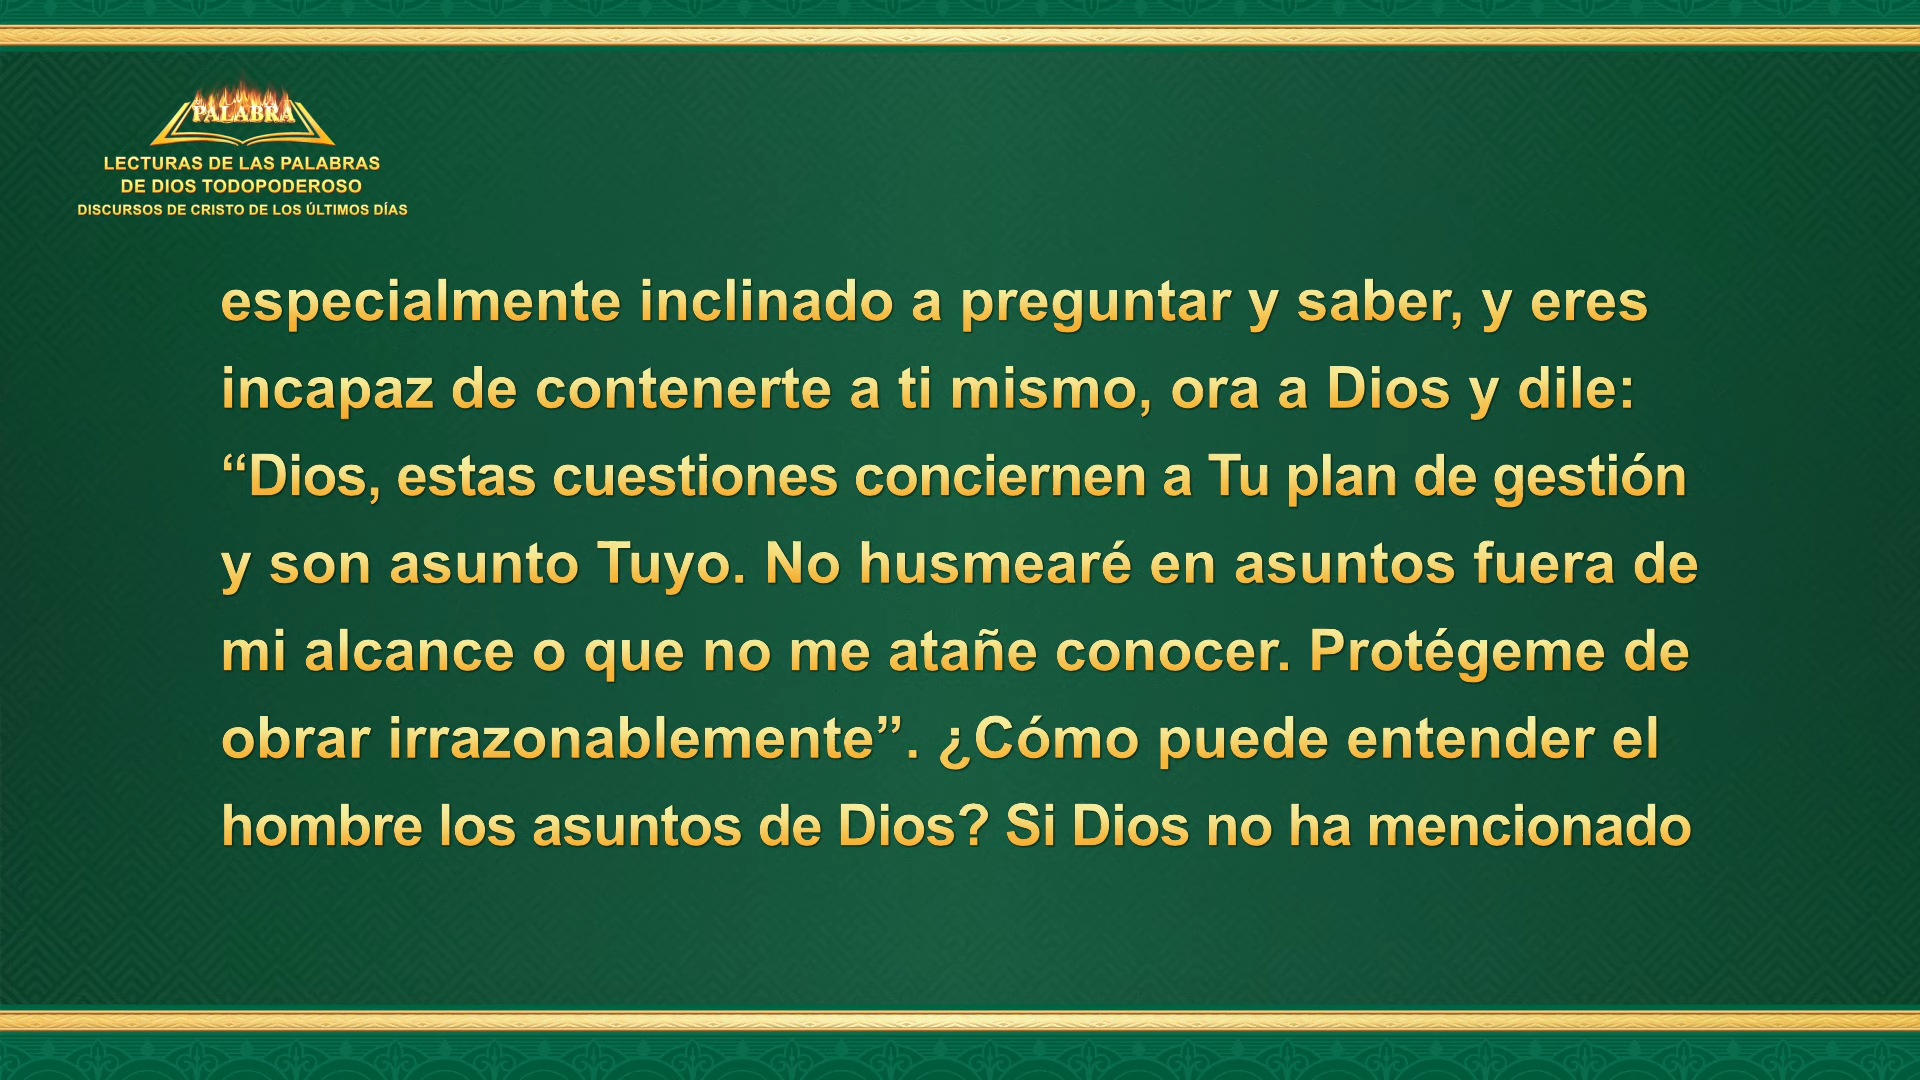 PALABRA
LECTURAS DE LAS PALABRAS
DE DIOS TODOPODEROSO
DISCURSOS DE CRISTO DE LOS ÚLTIMOS DÍAS
especialmente inclinado a preguntar y saber, y eres
incapaz de contenerte a ti mismo, ora a Dios y dile:
“Dios, estas cuestiones conciernen a Tu plan de gestión
y son asunto Tuyo. No husmearé en asuntos fuera de
mi alcance o que no me atañe conocer. Protégeme de
obrar irrazonablemente”. ¿Cómo puede entender el
hombre los asuntos de Dios? Si Dios no ha mencionado